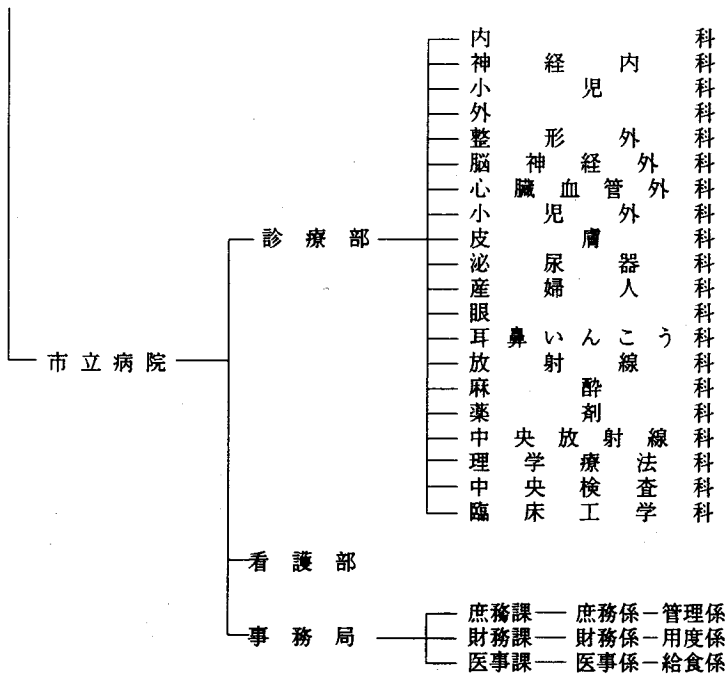 内科
神経内科
小児科
外科
整形外科
脳神経外科
心臓血管外科
小児外科
診療部
皮膚科
泌尿器科
産婦人科
眼科
耳鼻いんこう科
市立病院
放射線科
麻酔科
薬剤科
中央放射線科
理学療法科
中央検査科
臨床工学科
看護部
庶務課 庶務係-管理係
事務局
財務課 財務係-用度係
医事課 医事係-給食係